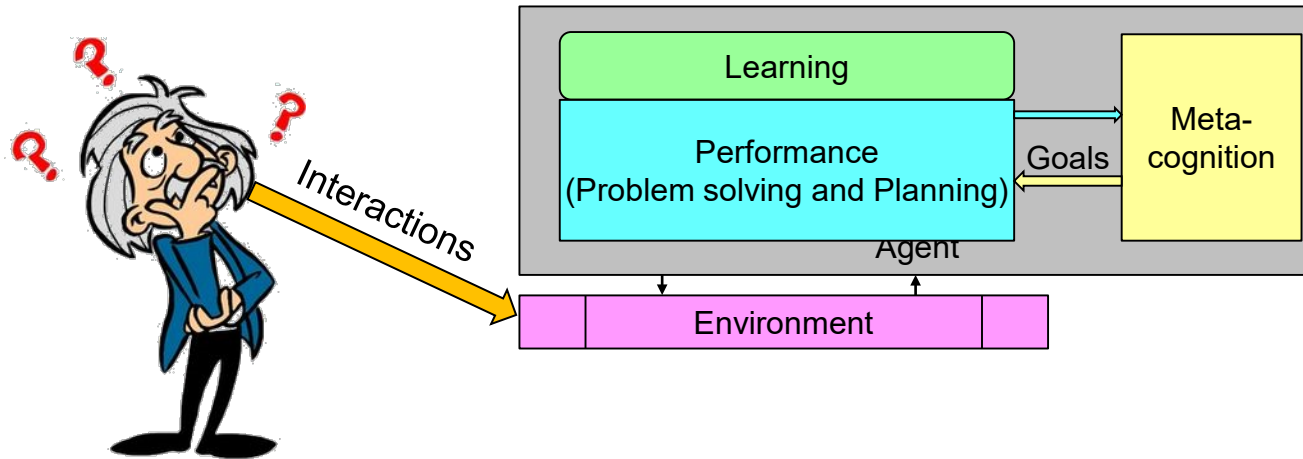 ?
?
?
Interactions
Learning
Performance
(Problem solving and Planning)
Goals
Meta-
cognition
Agent
Environment